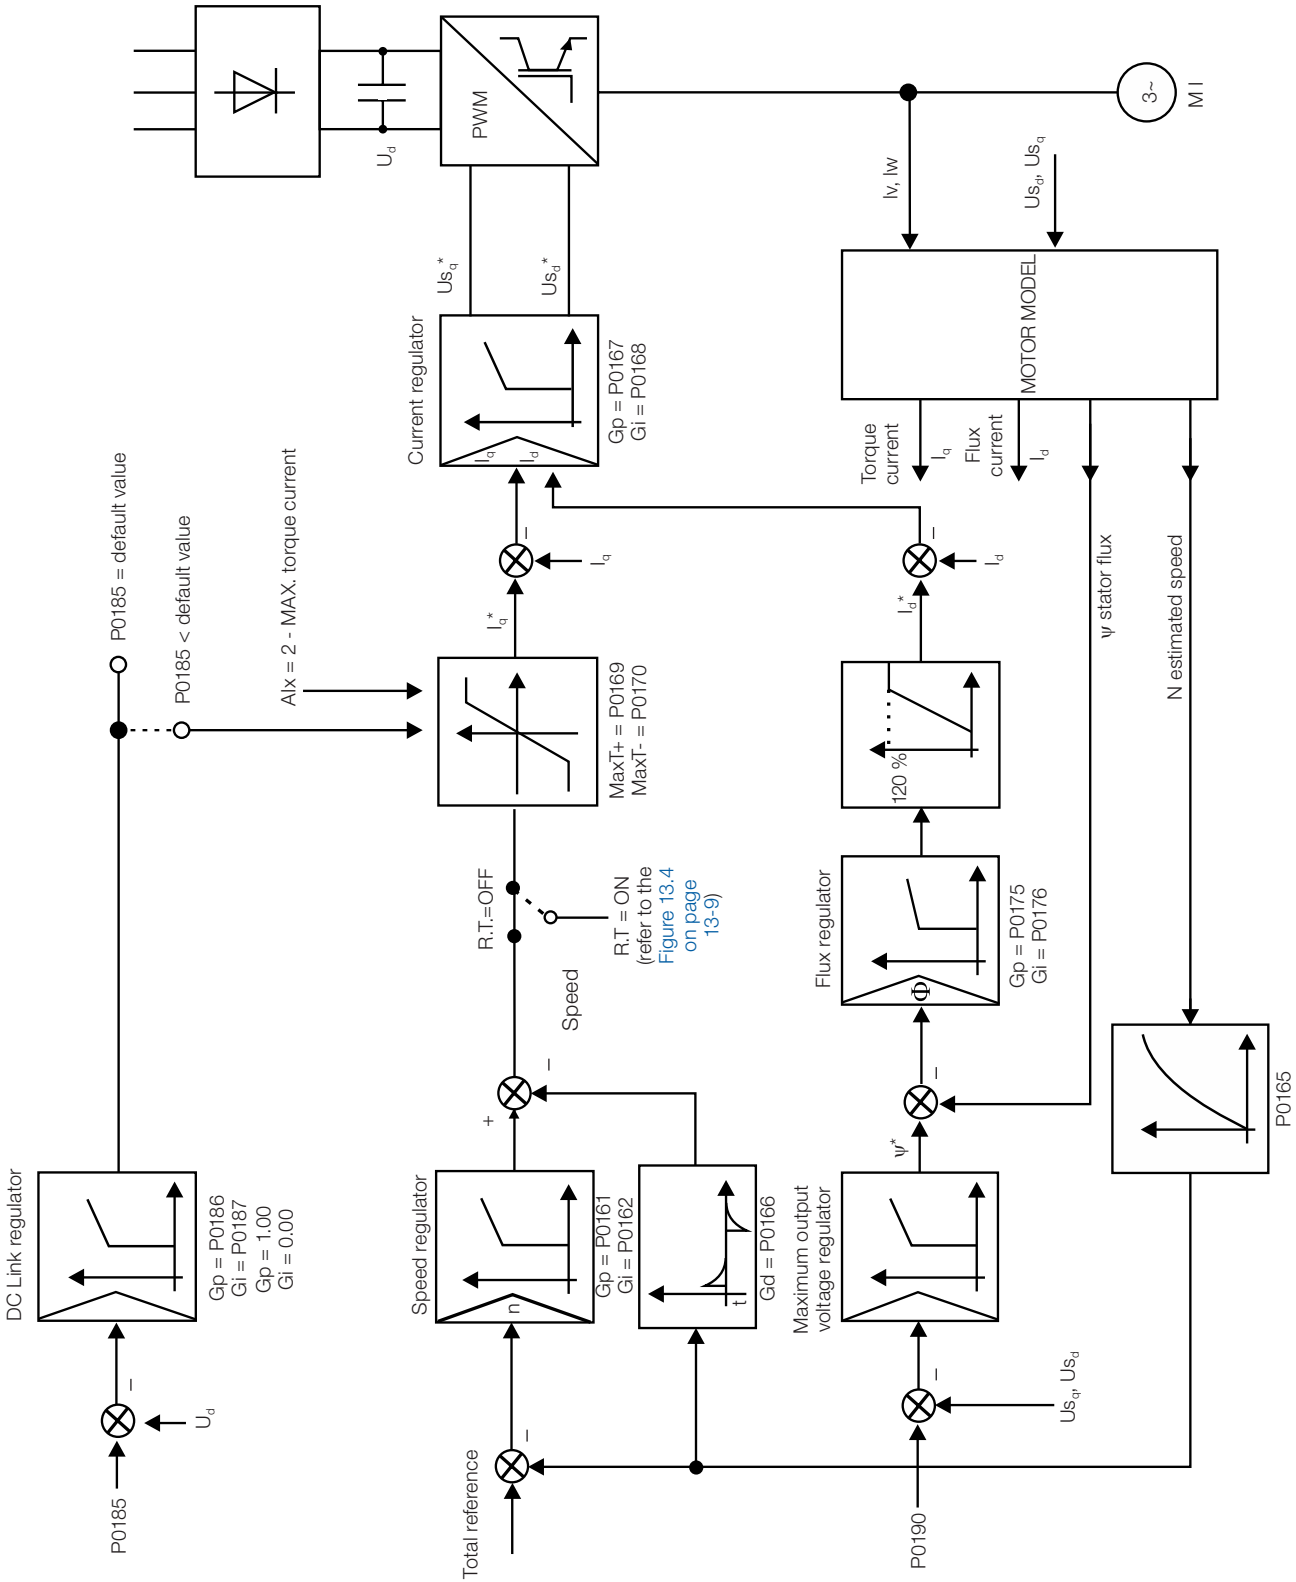 DC Link regulator
P0185
U_d
Gp = P0186
Gi = P0187
Gp = 1.00
Gi = 0.00
P0185 = default value
P0185 < default value
AIx = 2 - MAX. torque current
U_d
PWM
Total reference
Speed regulator
n
Gp = P0161
Gi = P0162
t
Gd = P0166
+
Speed
R.T.=OFF
R.T = ON
(refer to the
Figure 13.4
on page
13-9)
MaxT+ = P0169
MaxT- = P0170
I_q*
I_q
Current regulator
I_q
I_d
Gp = P0167
Gi = P0168
Us_q*
Us_d*
P0190
Us_q, Us_d
Maximum output
voltage regulator
ψ*
Flux regulator
Φ
Gp = P0175
Gi = P0176
120 %
I_d*
I_d
Torque
current
I_q
Flux
current
I_d
MOTOR MODEL
Iv, Iw
Us_d, Us_q
3~
M I
ψ stator flux
N estimated speed
P0165